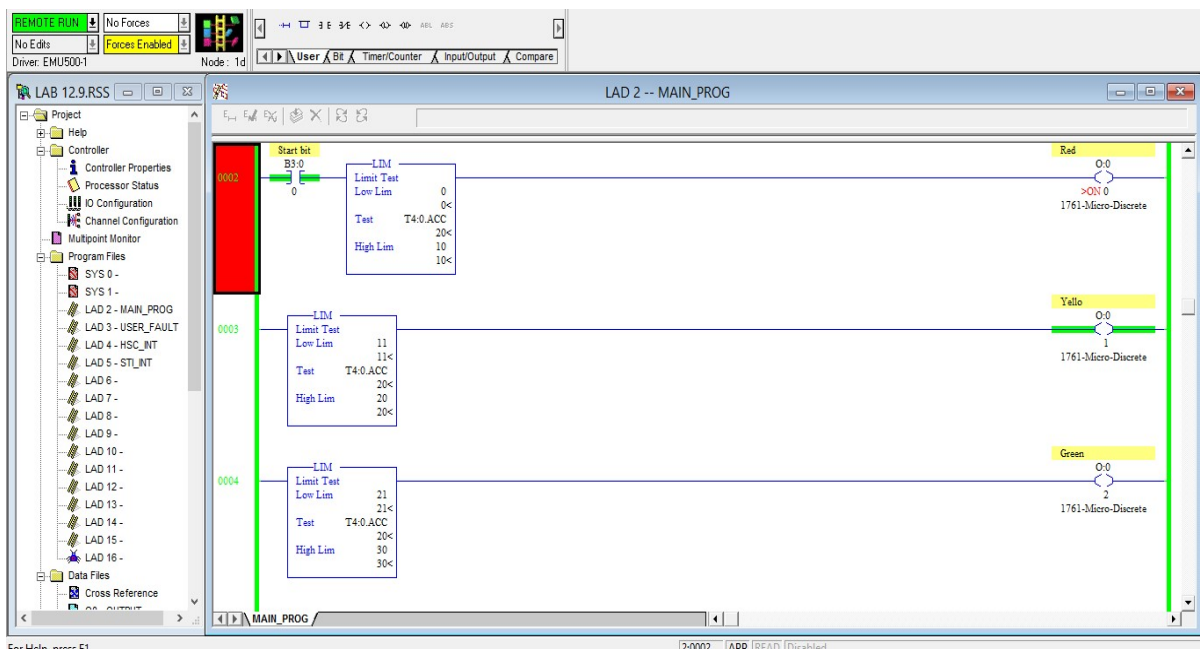 REMOTE RUN
No Forces
No Edits
Forces Enabled
Driver: EMU500-1
Node: 1d
ABL ABS
User
Bit
Timer/Counter
Input/Output
Compare
LAB 12.9.RSS
Project
Help
Controller
Controller Properties
Processor Status
IO Configuration
Channel Configuration
Multipoint Monitor
Program Files
SYS 0 -
SYS 1 -
LAD 2 - MAIN_PROG
LAD 3 - USER_FAULT
LAD 4 - HSC_INT
LAD 5 - STI_INT
LAD 6 -
LAD 7 -
LAD 8 -
LAD 9 -
LAD 10 -
LAD 11 -
LAD 12 -
LAD 13 -
LAD 14 -
LAD 15 -
LAD 16 -
Data Files
Cross Reference
LAD 2 -- MAIN_PROG
0002
Start bit
B3:0
0
LIM
Limit Test
Low Lim 0
0<
Test T4:0.ACC
20<
High Lim 10
10<
Red
O:0
>ON 0
1761-Micro-Discrete
0003
LIM
Limit Test
Low Lim 11
11<
Test T4:0.ACC
20<
High Lim 20
20<
Yello
O:0
1
1761-Micro-Discrete
0004
LIM
Limit Test
Low Lim 21
21<
Test T4:0.ACC
20<
High Lim 30
30<
Green
O:0
2
1761-Micro-Discrete
MAIN_PROG
For Help, press F1
2:0002 APP READ Disabled